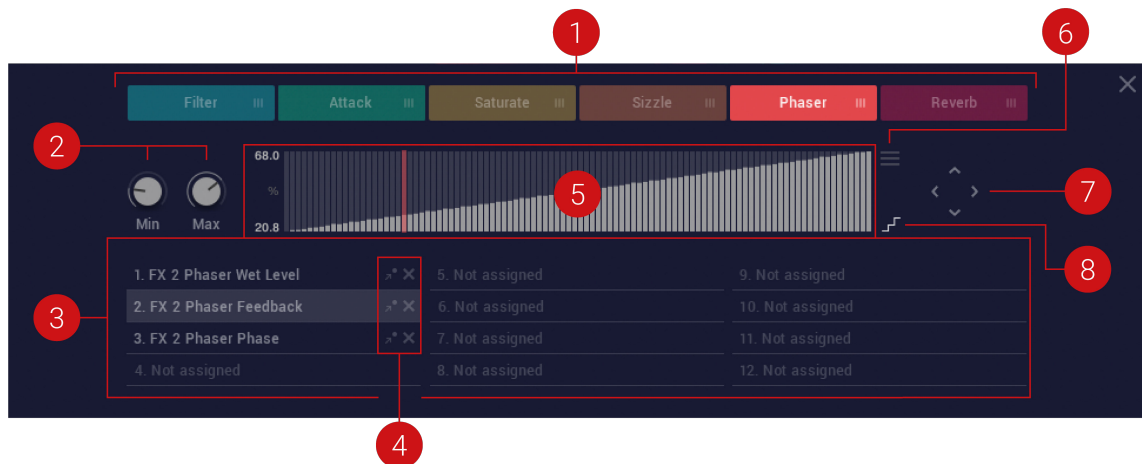 1
6
Filter
Attack
Saturate
Sizzle
Phaser
Reverb
2
68.0
%
20.8
5
7
Min
Max
8
1. FX 2 Phaser Wet Level
5. Not assigned
9. Not assigned
2. FX 2 Phaser Feedback
6. Not assigned
10. Not assigned
3
3. FX 2 Phaser Phase
7. Not assigned
11. Not assigned
4. Not assigned
8. Not assigned
12. Not assigned
4